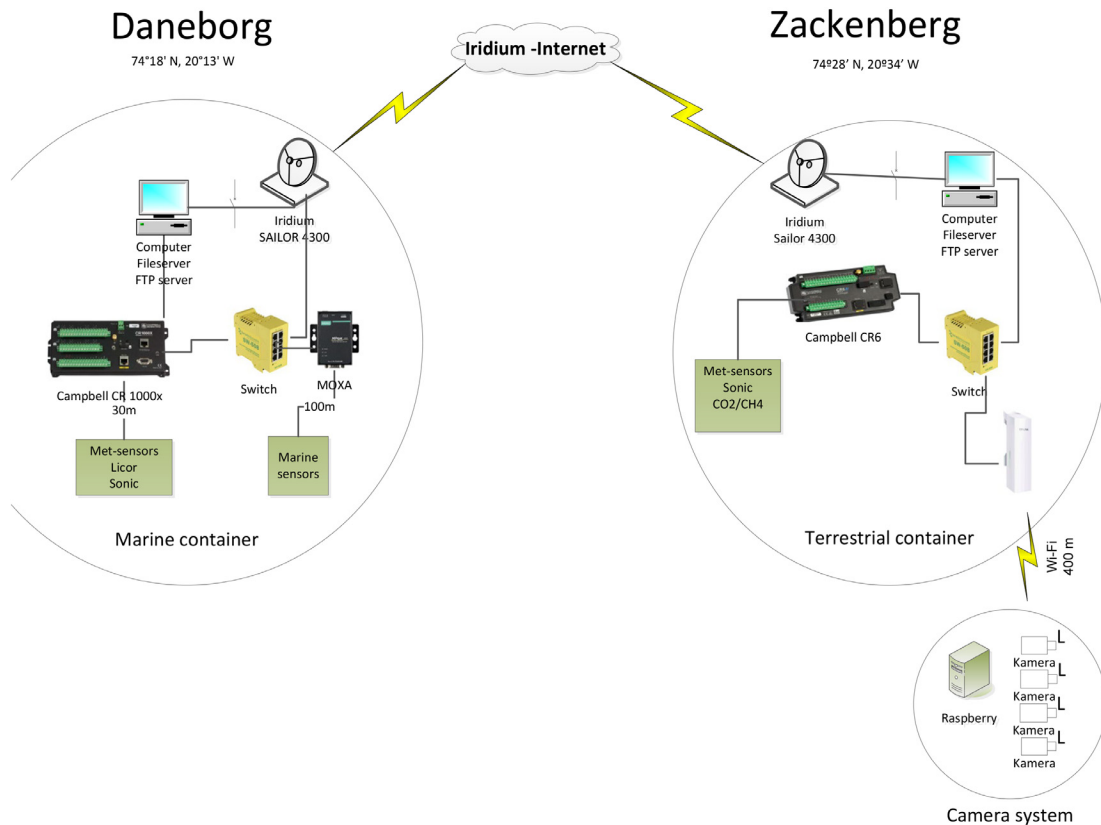 Daneborg
74°18' N, 20°13' W
Iridium -Internet
Zackenberg
74º28’ N, 20º34’ W
Iridium
SAILOR 4300
Computer
Fileserver
FTP server
Campbell CR 1000x
30m
Switch
MOXA
100m
Met-sensors
Licor
Sonic
Marine
sensors
Marine container
Iridium
Sailor 4300
Computer
Fileserver
FTP server
Campbell CR6
Met-sensors
Sonic
CO2/CH4
Switch
Terrestrial container
Wi-Fi
400 m
Raspberry
L
Kamera
L
Kamera
L
Kamera
L
Kamera
Camera system